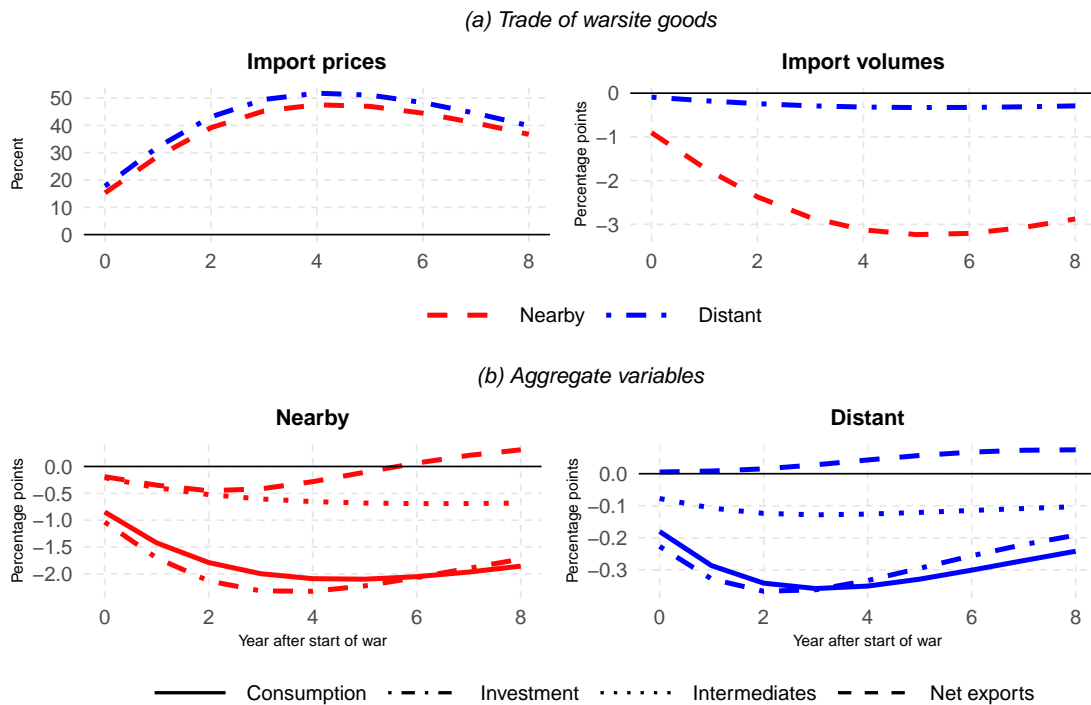 (a) Trade of warsite goods
Import prices
Import volumes
Percent
50
40
30
20
10
0
0 2 4 6 8
Percentage points
0
−1
−2
−3
0 2 4 6 8
Nearby Distant
(b) Aggregate variables
Nearby
Distant
Percentage points
0.0
−0.5
−1.0
−1.5
−2.0
0 2 4 6 8
Year after start of war
Percentage points
0.0
−0.1
−0.2
−0.3
0 2 4 6 8
Year after start of war
Consumption Investment Intermediates Net exports